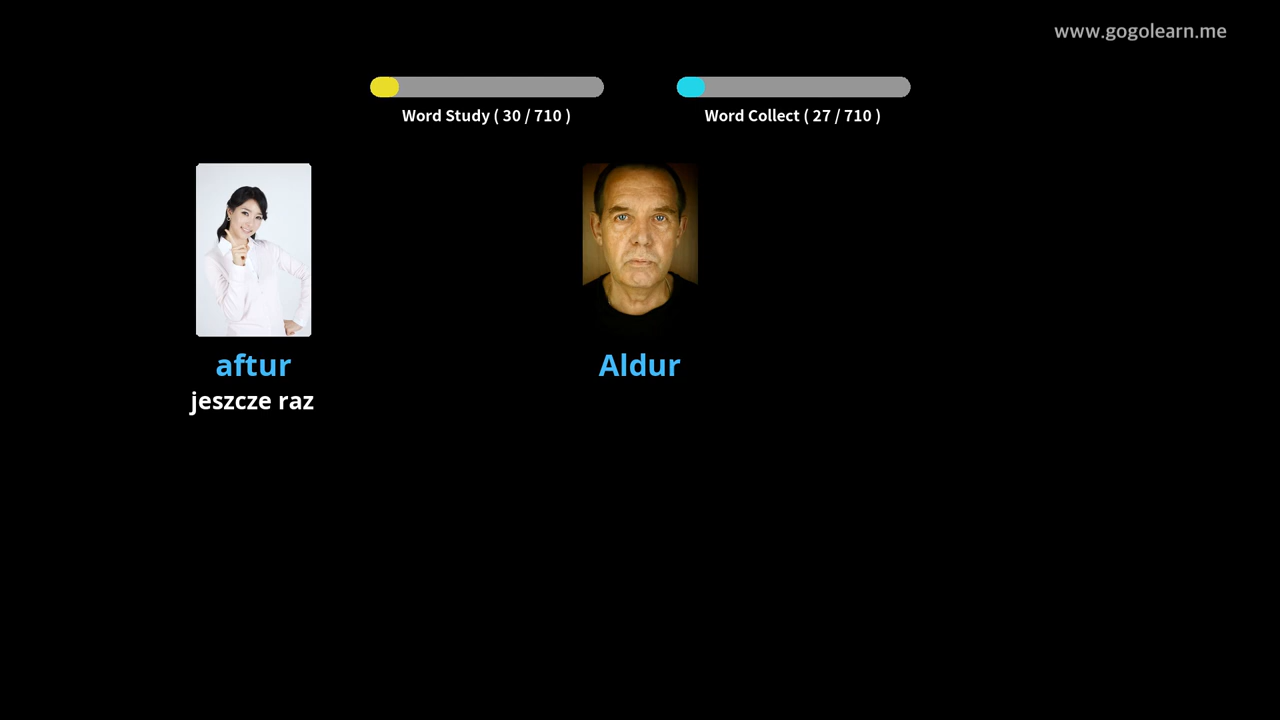 www.gogolearn.me
Word Study ( 30 / 710 )
Word Collect ( 27 / 710 )
aftur
Aldur
jeszcze raz